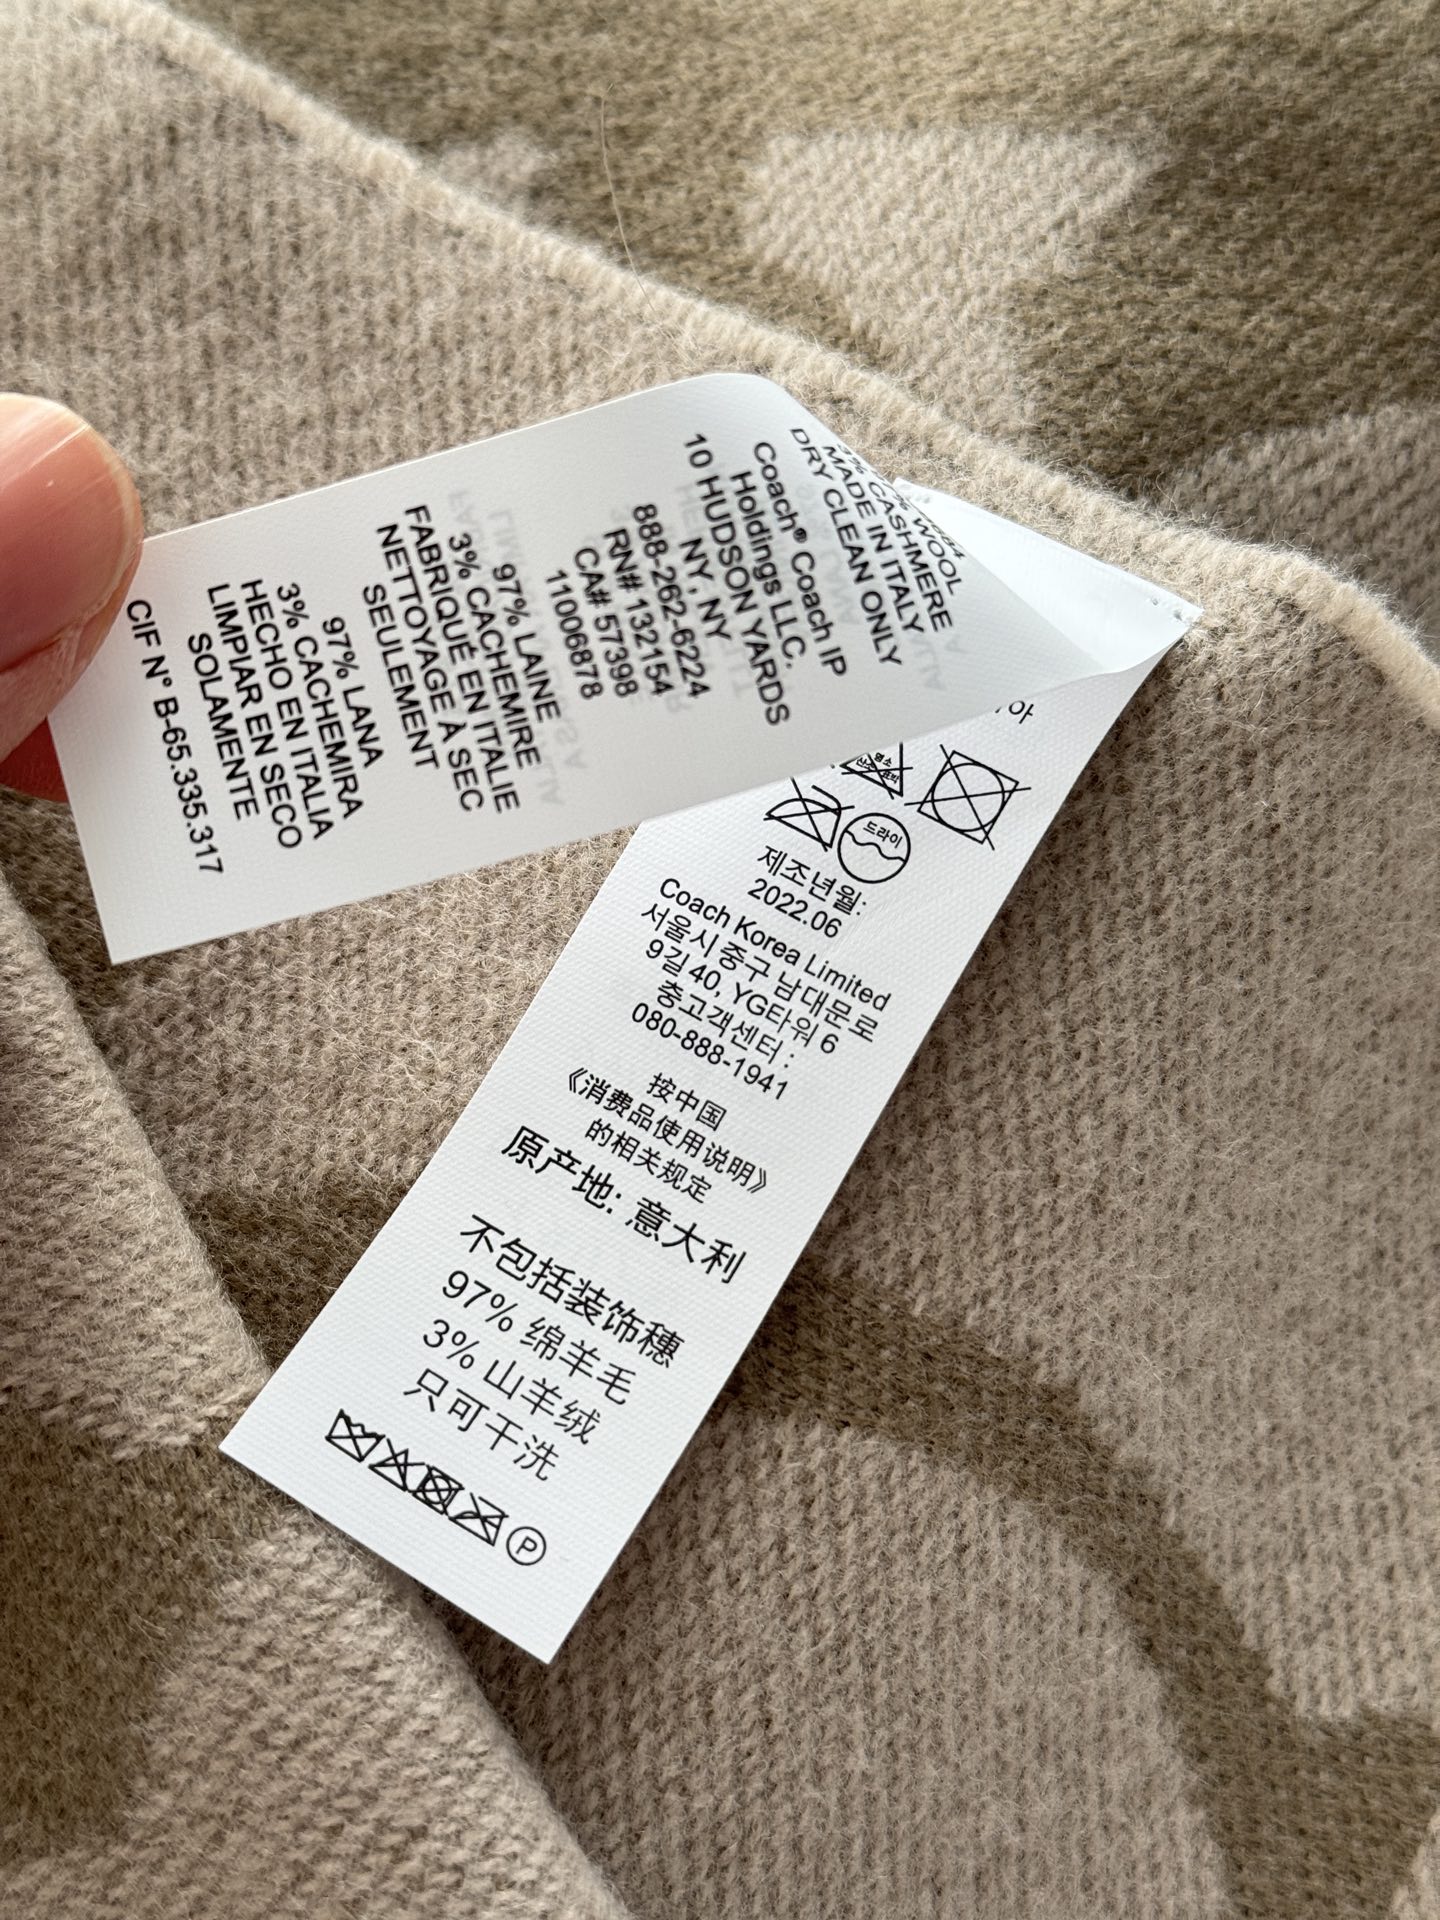 3% CASHMERE
MADE IN ITALY
DRY CLEAN ONLY
Coach® Coach IP
Holdings LLC.
10 HUDSON YARDS
NY, NY
888-262-6224
RN# 132154
CA# 57398
11006878
97% LAINE
3% CACHEMIRE
FABRIQUÉ EN ITALIE
NETTOYAGE À SEC
SEULEMENT
97% LANA
3% CACHEMIRA
HECHO EN ITALIA
LIMPIAR EN SECO
SOLAMENTE
CIF N° B-65.335.317
드라이
제조년월:
2022.06
Coach Korea Limited
서울시 중구 남대문로
9길 40, YG타워 6
층고객센터 :
080-888-1941
按中国
《消费品使用说明》
的相关规定
原产地: 意大利
不包括装饰穗
97% 绵羊毛
3% 山羊绒
只可干洗
P